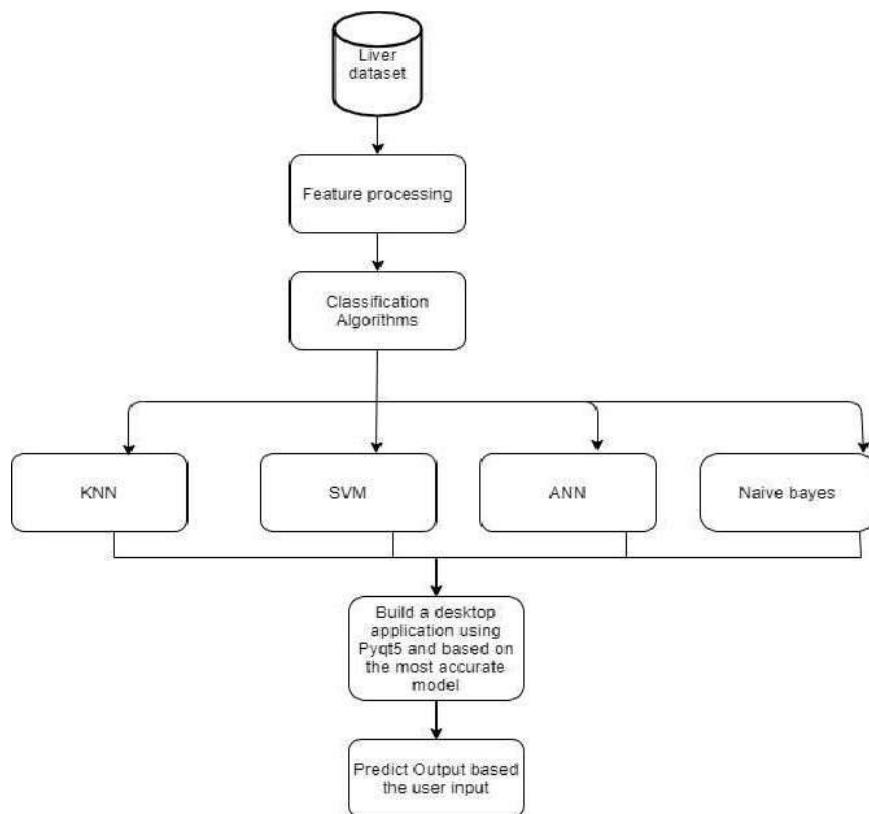 Liver
dataset
Feature processing
Classification
Algorithms
KNN
SVM
ANN
Naive bayes
Build a desktop
application using
Pyqt5 and based on
the most accurate
model
Predict Output based
the user input